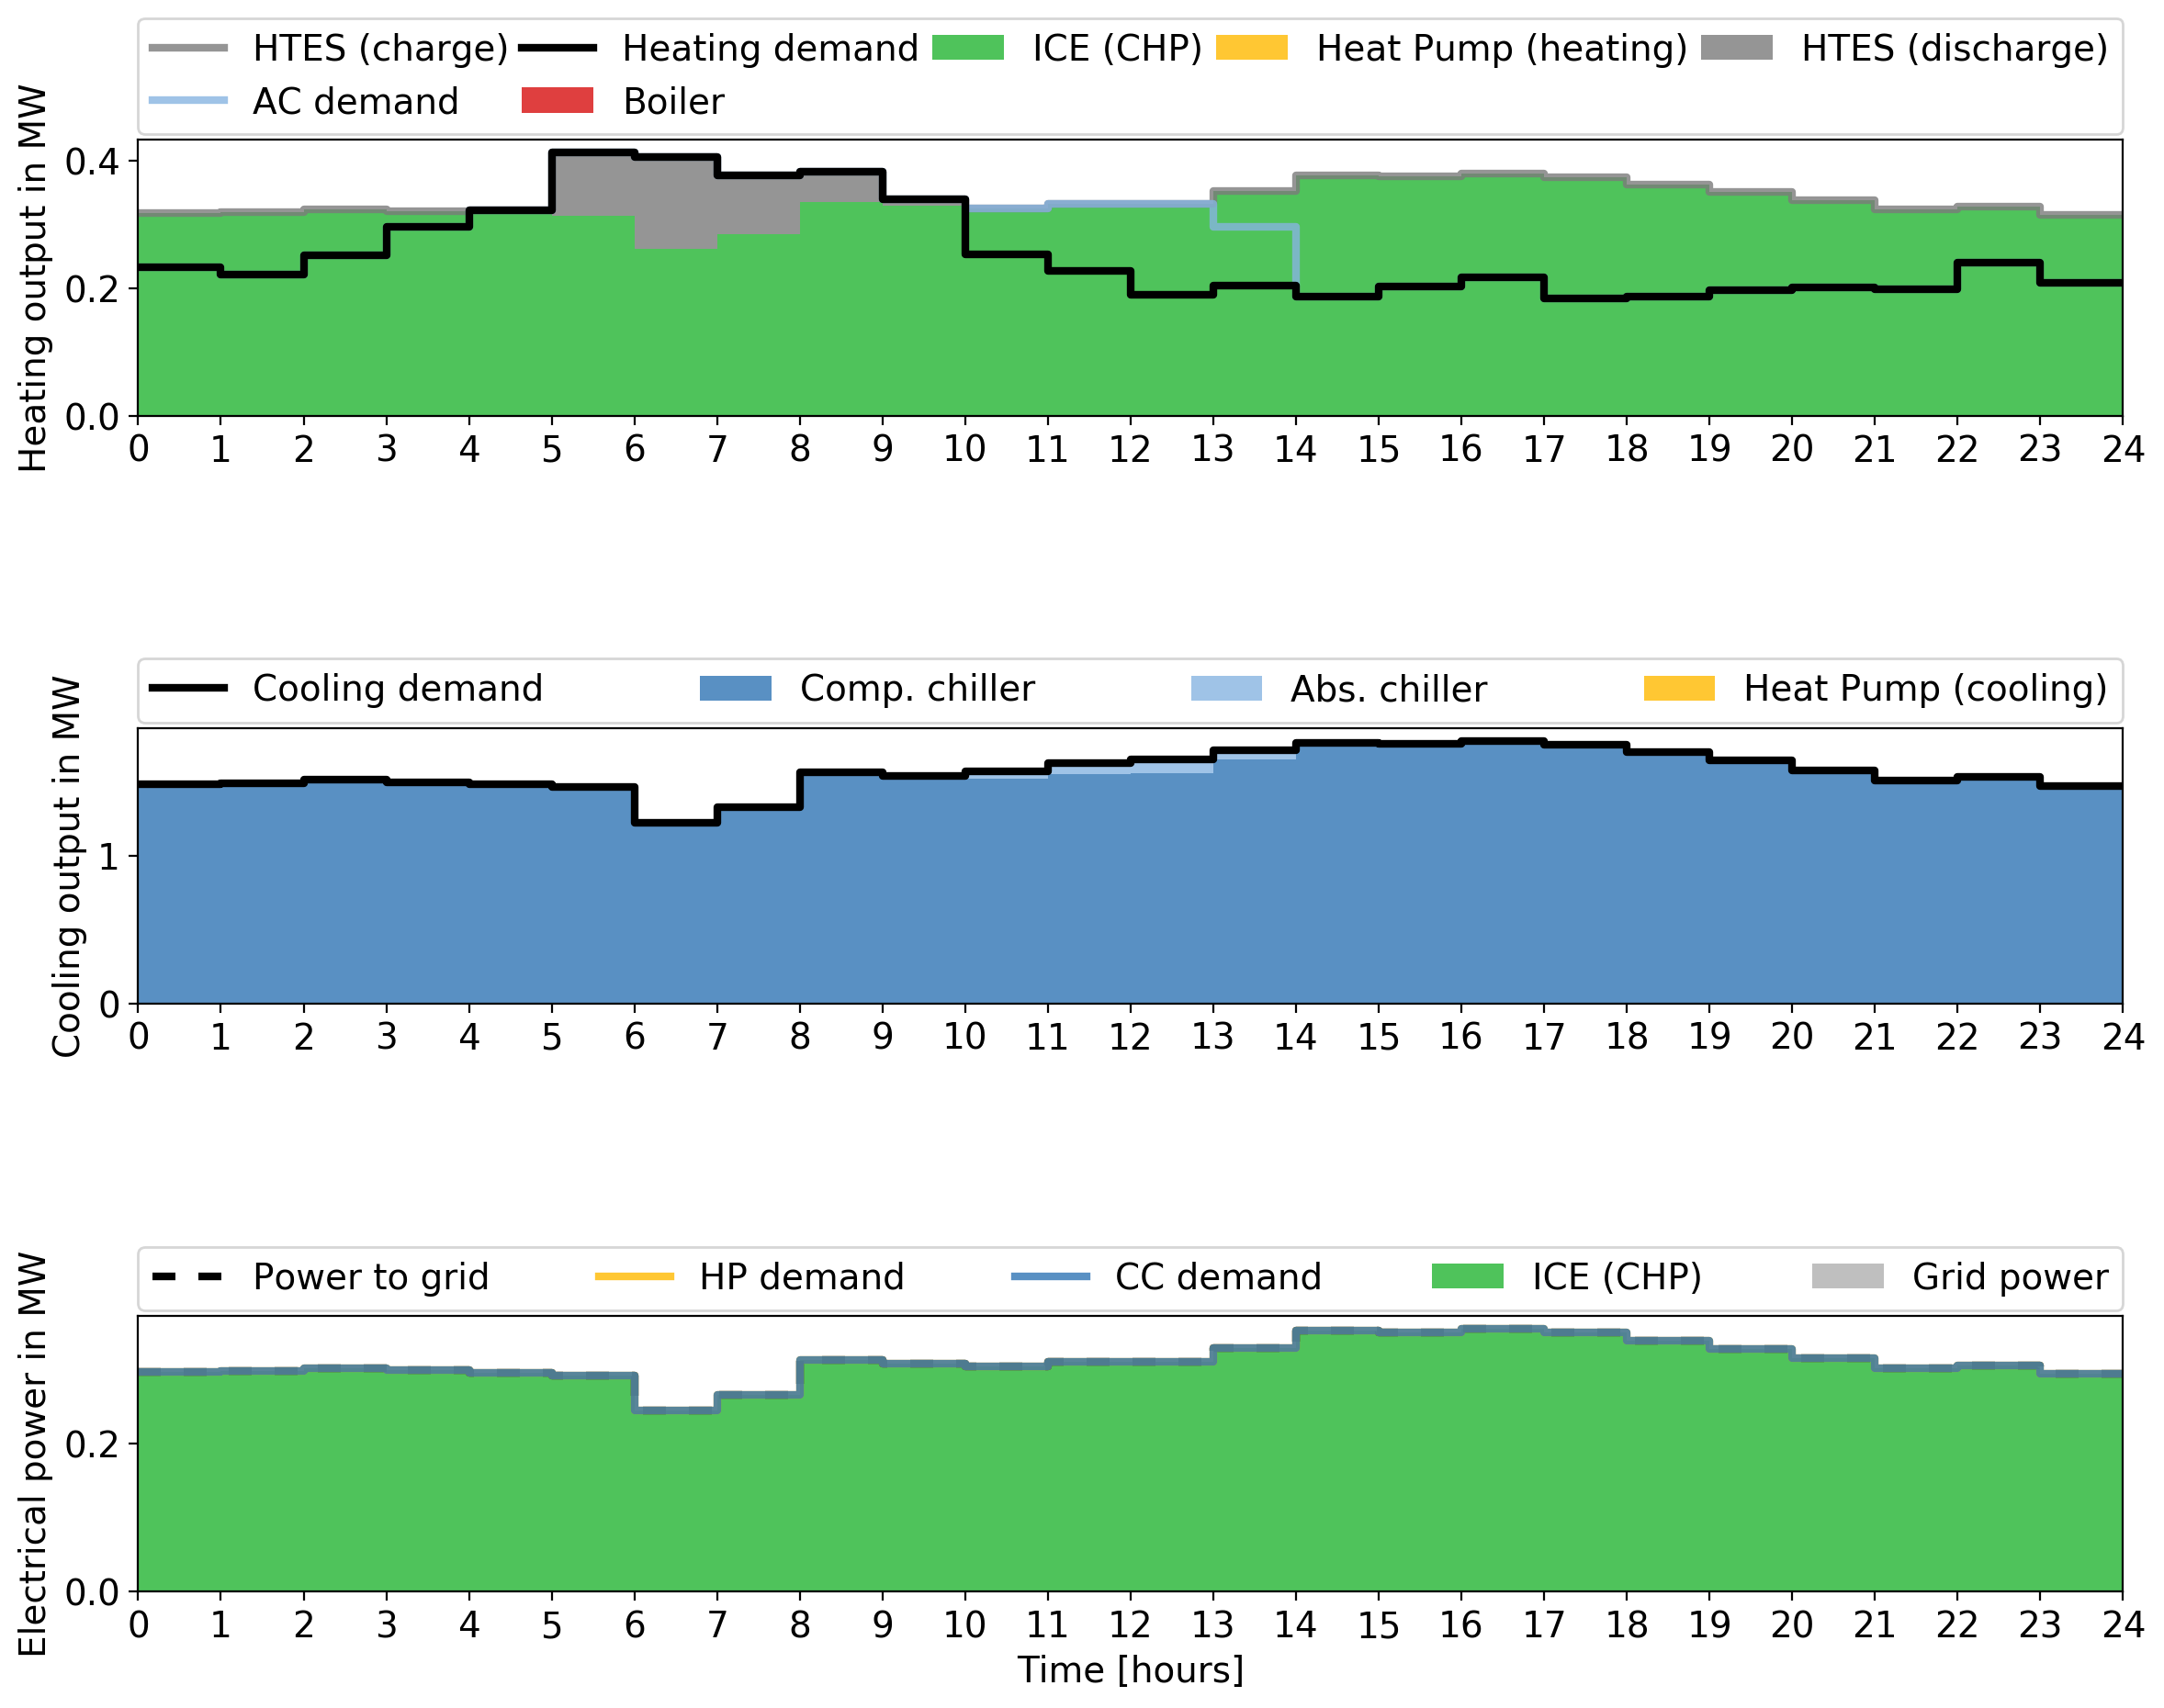 HTES (charge) Heating demand ICE (CHP) Heat Pump (heating) HTES (discharge)
AC demand Boiler
Heating output in MW
0.4
0.2
0.0
0 1 2 3 4 5 6 7 8 9 10 11 12 13 14 15 16 17 18 19 20 21 22 23 24
Cooling demand Comp. chiller Abs. chiller Heat Pump (cooling)
Cooling output in MW
1
0
0 1 2 3 4 5 6 7 8 9 10 11 12 13 14 15 16 17 18 19 20 21 22 23 24
Power to grid HP demand CC demand ICE (CHP) Grid power
Electrical power in MW
0.2
0.0
0 1 2 3 4 5 6 7 8 9 10 11 12 13 14 15 16 17 18 19 20 21 22 23 24
Time [hours]